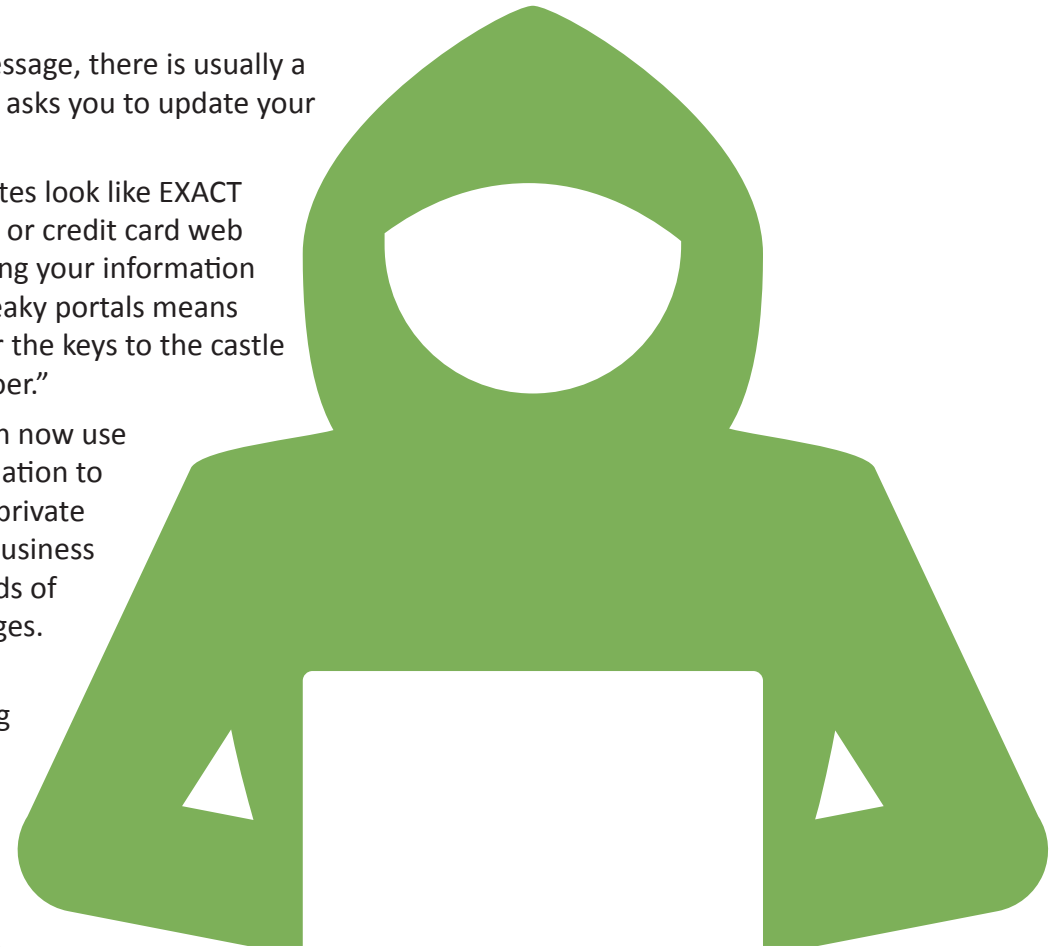 ssage, there is usually a
asks you to update your
tes look like EXACT
or credit card web
ng your information
eaky portals means
r the keys to the castle
per.”
n now use
ation to
private
usiness
ds of
ges.
g